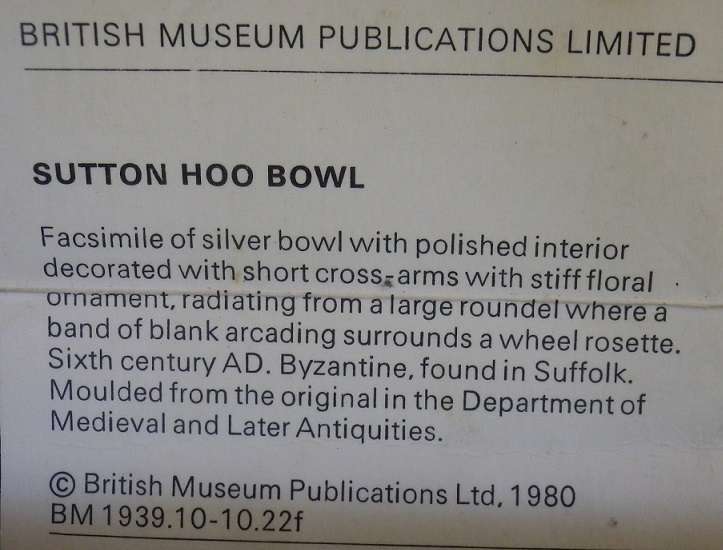 BRITISH MUSEUM PUBLICATIONS LIMITED
SUTTON HOO BOWL
Facsimile of silver bowl with polished interior
decorated with short cross-arms with stiff floral
ornament, radiating from a large roundel where a
band of blank arcading surrounds a wheel rosette.
Sixth century AD. Byzantine, found in Suffolk.
Moulded from the original in the Department of
Medieval and Later Antiquities.
© British Museum Publications Ltd, 1980
BM 1939.10-10.22f